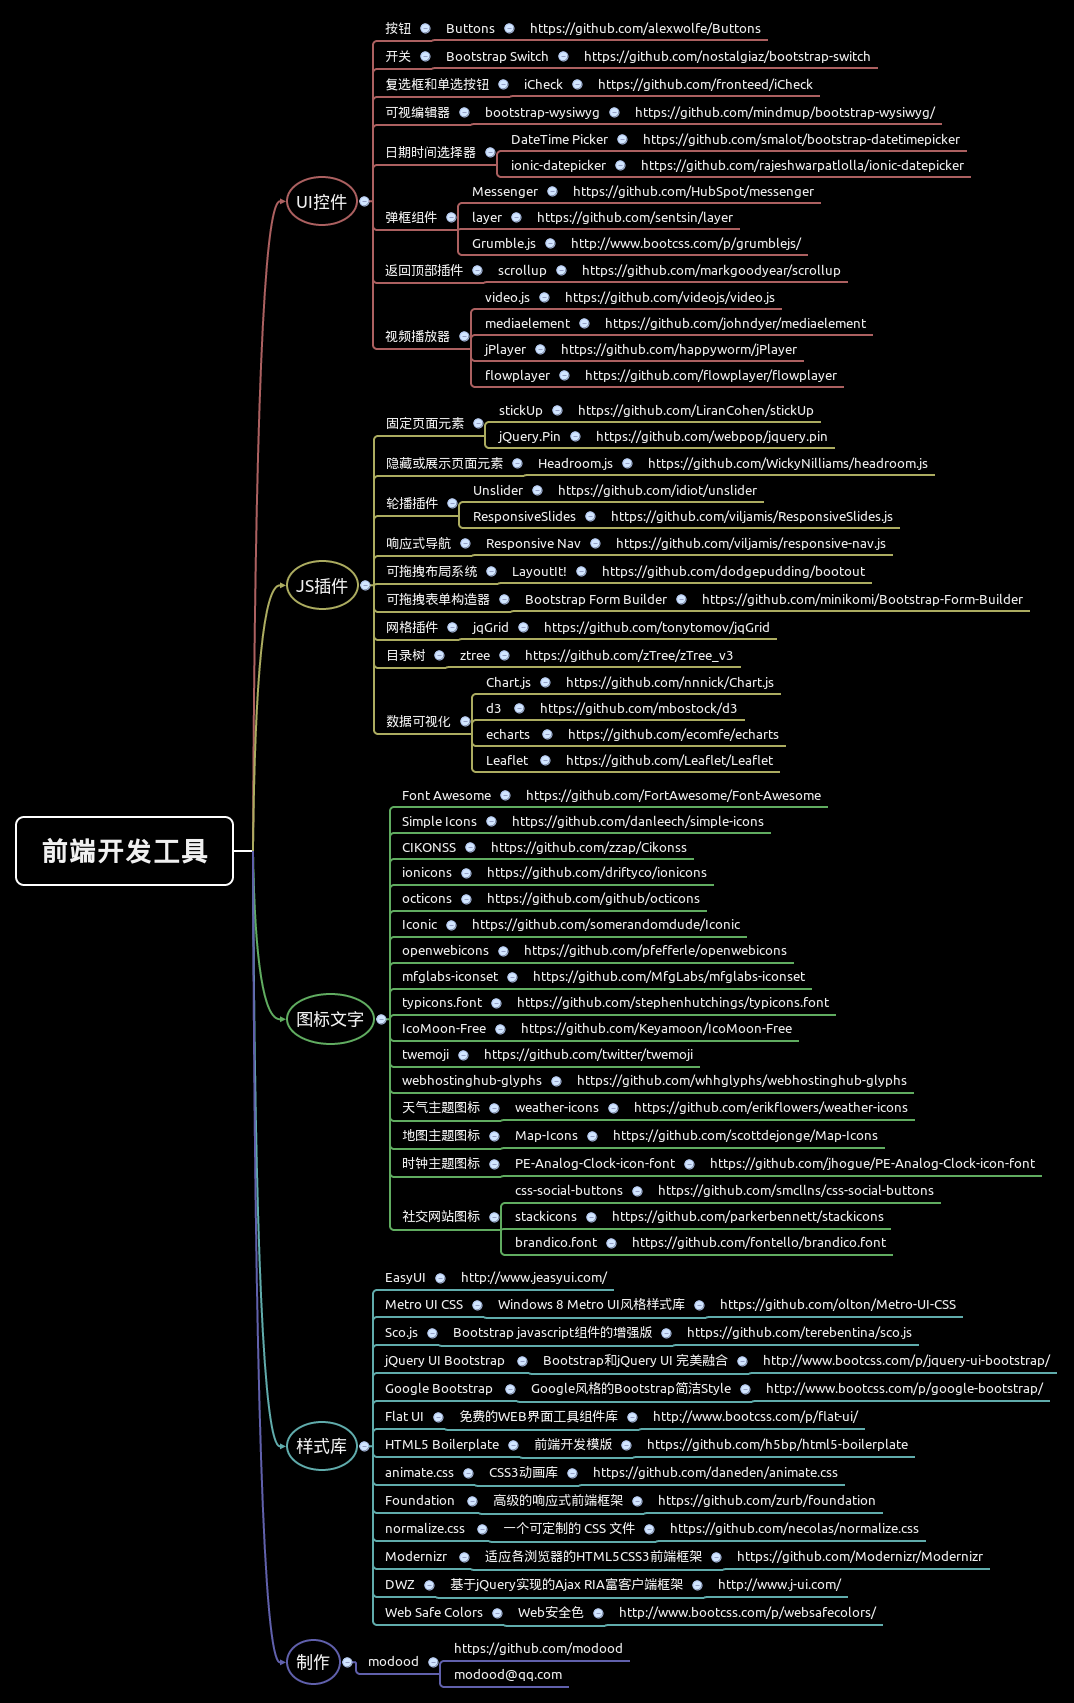 前端开发工具
UI控件
按钮 Buttons https://github.com/alexwolfe/Buttons
开关 Bootstrap Switch https://github.com/nostalgiaz/bootstrap-switch
复选框和单选按钮 iCheck https://github.com/fronteed/iCheck
可视编辑器 bootstrap-wysiwyg https://github.com/mindmup/bootstrap-wysiwyg/
日期时间选择器
DateTime Picker https://github.com/smalot/bootstrap-datetimepicker
ionic-datepicker https://github.com/rajeshwarpatlolla/ionic-datepicker
弹框组件
Messenger https://github.com/HubSpot/messenger
layer https://github.com/sentsin/layer
Grumble.js http://www.bootcss.com/p/grumblejs/
返回顶部插件 scrollup https://github.com/markgoodyear/scrollup
视频播放器
video.js https://github.com/videojs/video.js
mediaelement https://github.com/johndyer/mediaelement
jPlayer https://github.com/happyworm/jPlayer
flowplayer https://github.com/flowplayer/flowplayer
JS插件
固定页面元素
stickUp https://github.com/LiranCohen/stickUp
jQuery.Pin https://github.com/webpop/jquery.pin
隐藏或展示页面元素 Headroom.js https://github.com/WickyNilliams/headroom.js
轮播插件
Unslider https://github.com/idiot/unslider
ResponsiveSlides https://github.com/viljamis/ResponsiveSlides.js
响应式导航 Responsive Nav https://github.com/viljamis/responsive-nav.js
可拖拽布局系统 LayoutIt! https://github.com/dodgepudding/bootout
可拖拽表单构造器 Bootstrap Form Builder https://github.com/minikomi/Bootstrap-Form-Builder
网格插件 jqGrid https://github.com/tonytomov/jqGrid
目录树 ztree https://github.com/zTree/zTree_v3
数据可视化
Chart.js https://github.com/nnnick/Chart.js
d3 https://github.com/mbostock/d3
echarts https://github.com/ecomfe/echarts
Leaflet https://github.com/Leaflet/Leaflet
图标文字
Font Awesome https://github.com/FortAwesome/Font-Awesome
Simple Icons https://github.com/danleech/simple-icons
CIKONSS https://github.com/zzap/Cikonss
ionicons https://github.com/driftyco/ionicons
octicons https://github.com/github/octicons
Iconic https://github.com/somerandomdude/Iconic
openwebicons https://github.com/pfefferle/openwebicons
mfglabs-iconset https://github.com/MfgLabs/mfglabs-iconset
typicons.font https://github.com/stephenhutchings/typicons.font
IcoMoon-Free https://github.com/Keyamoon/IcoMoon-Free
twemoji https://github.com/twitter/twemoji
webhostinghub-glyphs https://github.com/whhglyphs/webhostinghub-glyphs
天气主题图标 weather-icons https://github.com/erikflowers/weather-icons
地图主题图标 Map-Icons https://github.com/scottdejonge/Map-Icons
时钟主题图标 PE-Analog-Clock-icon-font https://github.com/jhogue/PE-Analog-Clock-icon-font
社交网站图标
css-social-buttons https://github.com/smcllns/css-social-buttons
stackicons https://github.com/parkerbennett/stackicons
brandico.font https://github.com/fontello/brandico.font
样式库
EasyUI http://www.jeasyui.com/
Metro UI CSS Windows 8 Metro UI风格样式库 https://github.com/olton/Metro-UI-CSS
Sco.js Bootstrap javascript组件的增强版 https://github.com/terebentina/sco.js
jQuery UI Bootstrap Bootstrap和jQuery UI 完美融合 http://www.bootcss.com/p/jquery-ui-bootstrap/
Google Bootstrap Google风格的Bootstrap简洁Style http://www.bootcss.com/p/google-bootstrap/
Flat UI 免费的WEB界面工具组件库 http://www.bootcss.com/p/flat-ui/
HTML5 Boilerplate 前端开发模版 https://github.com/h5bp/html5-boilerplate
animate.css CSS3动画库 https://github.com/daneden/animate.css
Foundation 高级的响应式前端框架 https://github.com/zurb/foundation
normalize.css 一个可定制的 CSS 文件 https://github.com/necolas/normalize.css
Modernizr 适应各浏览器的HTML5CSS3前端框架 https://github.com/Modernizr/Modernizr
DWZ 基于jQuery实现的Ajax RIA富客户端框架 http://www.j-ui.com/
Web Safe Colors Web安全色 http://www.bootcss.com/p/websafecolors/
制作
modood
https://github.com/modood
modood@qq.com